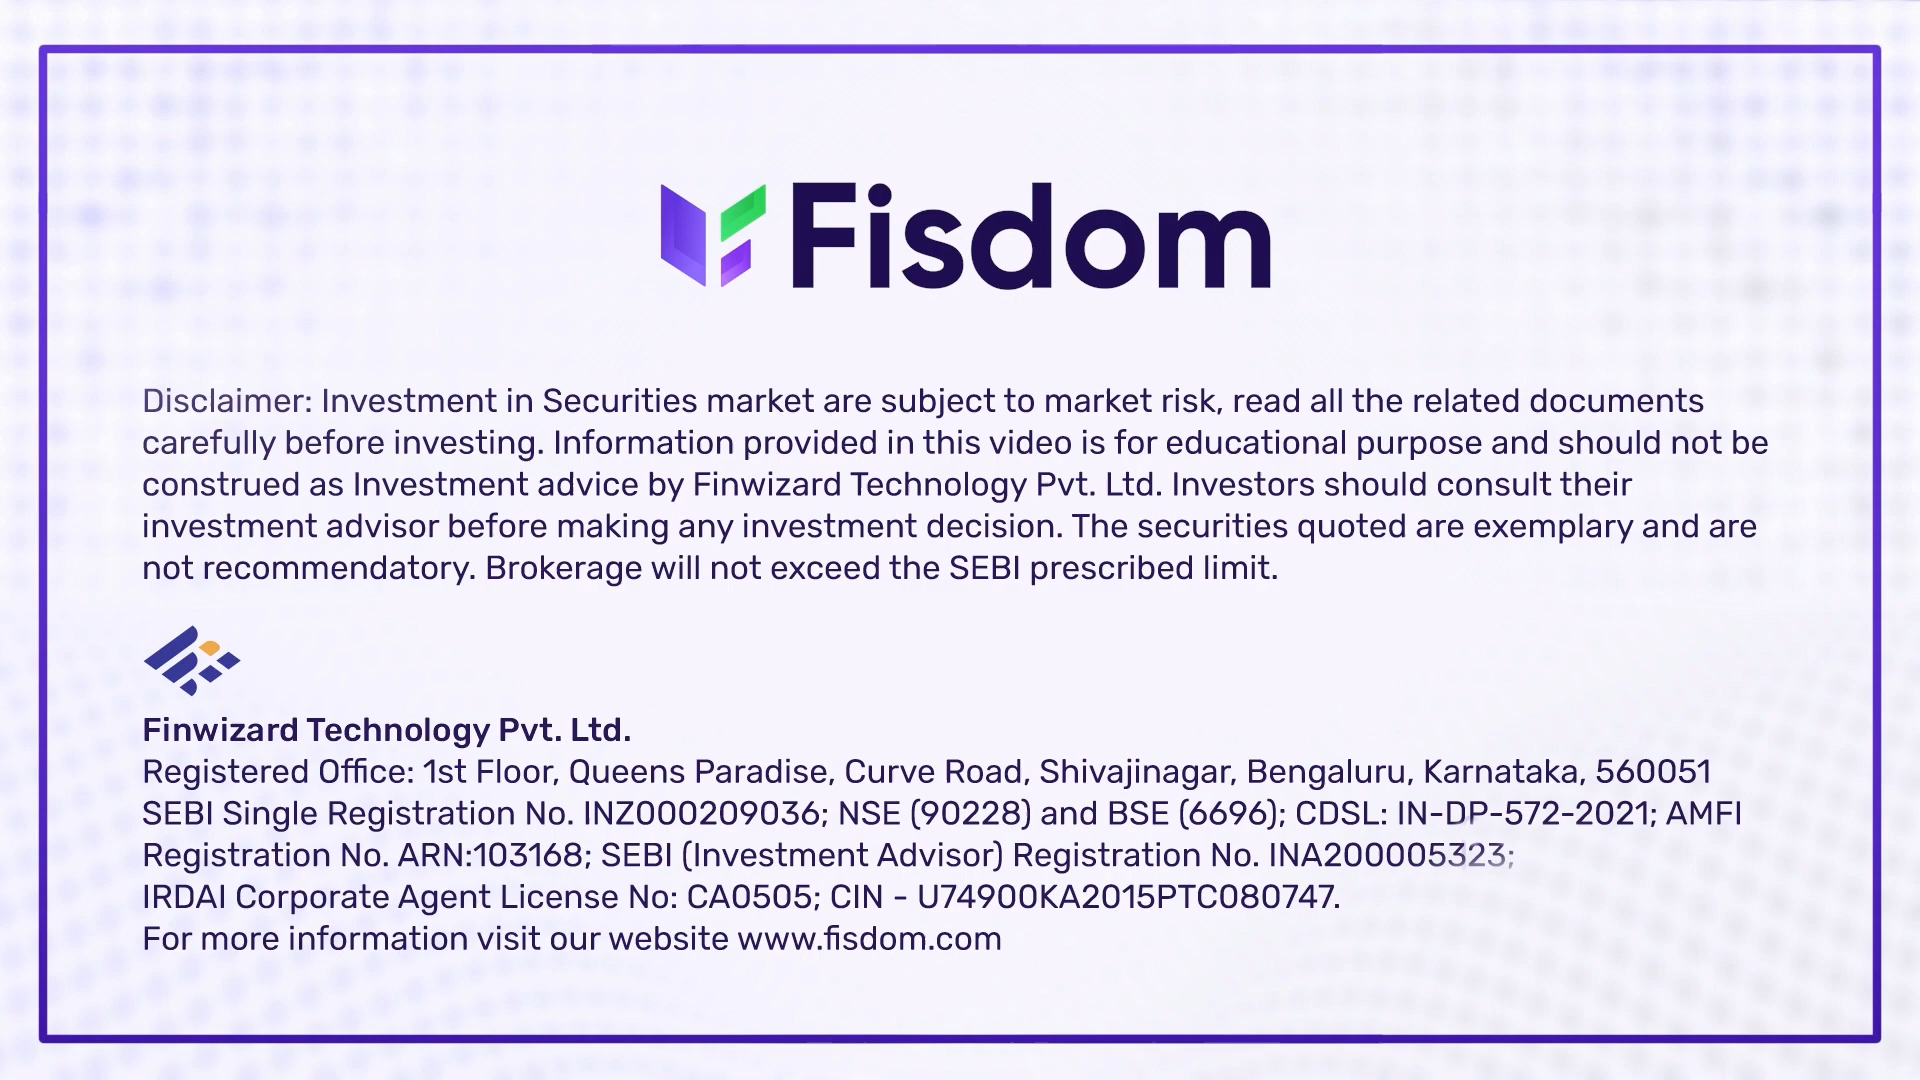 Fisdom
Disclaimer: Investment in Securities market are subject to market risk, read all the related documents
carefully before investing. Information provided in this video is for educational purpose and should not be
construed as Investment advice by Finwizard Technology Pvt. Ltd. Investors should consult their
investment advisor before making any investment decision. The securities quoted are exemplary and are
not recommendatory. Brokerage will not exceed the SEBI prescribed limit.
Finwizard Technology Pvt. Ltd.
Registered Office: 1st Floor, Queens Paradise, Curve Road, Shivajinagar, Bengaluru, Karnataka, 560051
SEBI Single Registration No. INZ000209036; NSE (90228) and BSE (6696); CDSL: IN-DP-572-2021; AMFI
Registration No. ARN:103168; SEBI (Investment Advisor) Registration No. INA200005323;
IRDAI Corporate Agent License No: CA0505; CIN - U74900KA2015PTC080747.
For more information visit our website www.fisdom.com